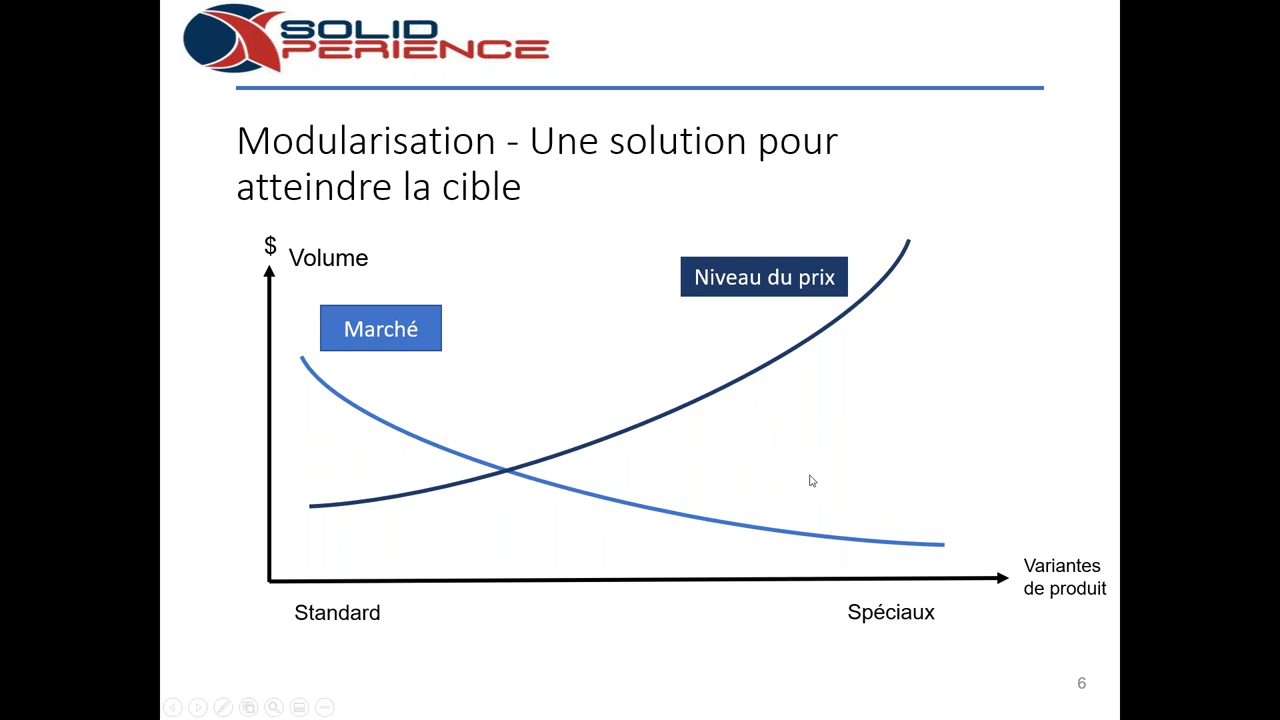 SOLID
XPERIENCE
Modularisation - Une solution pour
atteindre la cible
$
Volume
Niveau du prix
Marché
Variantes
de produit
Standard
Spéciaux
6